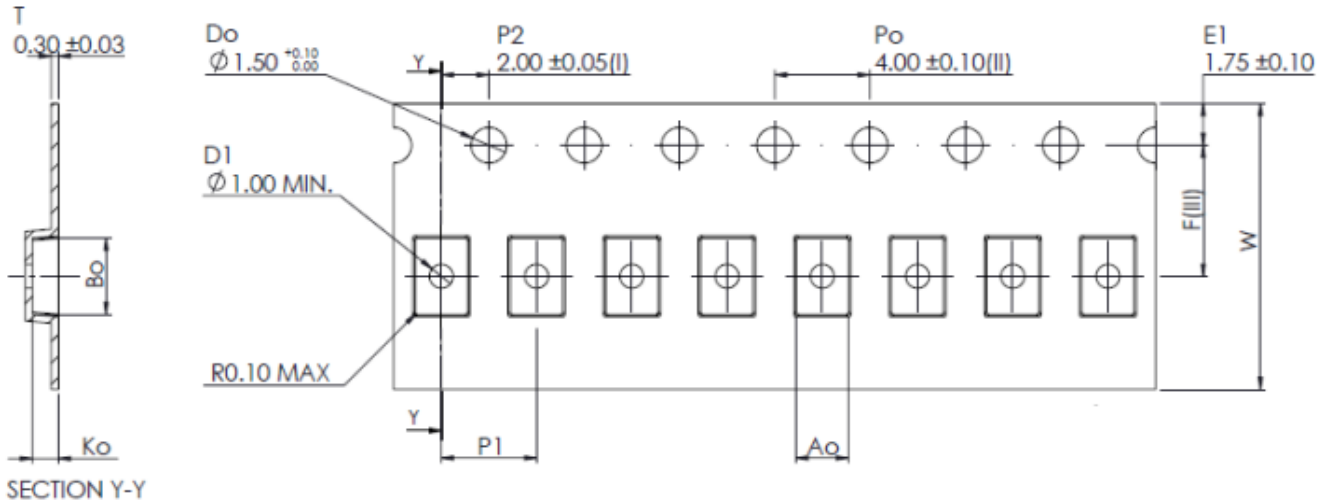 T
0.30 ±0.03
Do
Ø 1.50 +0.10 0.00
Y
P2
2.00 ±0.05(I)
Po
4.00 ±0.10(II)
E1
1.75 ±0.10
D1
Ø 1.00 MIN.
F(III)
W
Bo
R0.10 MAX
Y
Ko
P1
Ao
SECTION Y-Y